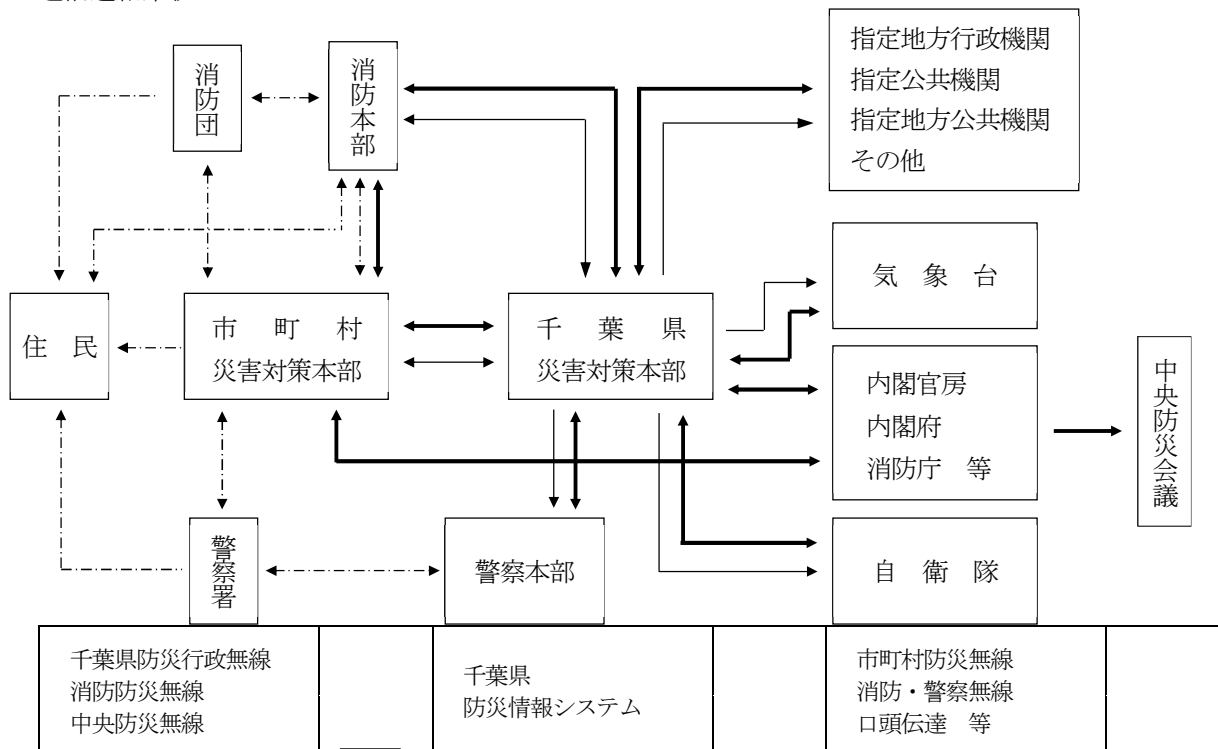 消防団
消防本部
指定地方行政機関
指定公共機関
指定地方公共機関
その他
気 象 台
住 民
市 町 村
災害対策本部
千 葉 県
災害対策本部
内閣官房
内閣府
消防庁 等
中央防災会議
警察署
警察本部
自 衛 隊
千葉県防災行政無線
消防防災無線
中央防災無線
千葉県
防災情報システム
市町村防災無線
消防・警察無線
口頭伝達 等